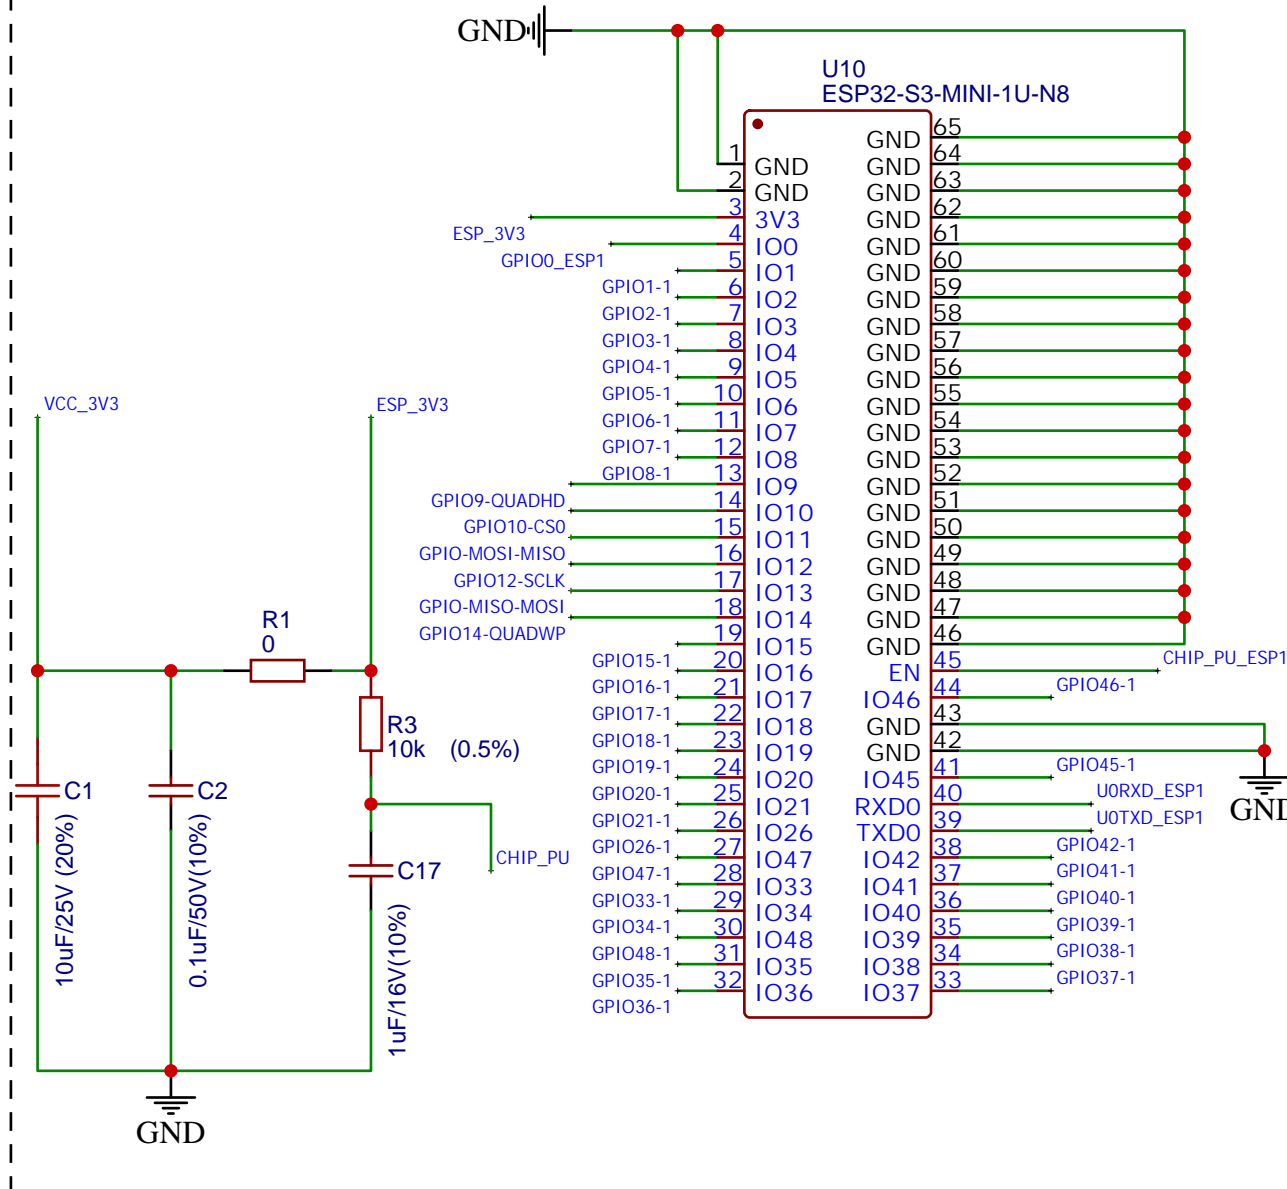 GND
U10
ESP32-S3-MINI-1U-N8
1 GND
2 GND
3 3V3
4 IO0
5 IO1
6 IO2
7 IO3
8 IO4
9 IO5
10 IO6
11 IO7
12 IO8
13 IO9
14 IO10
15 IO11
16 IO12
17 IO13
18 IO14
19 IO15
20 IO16
21 IO17
22 IO18
23 IO19
24 IO20
25 IO21
26 IO26
27 IO47
28 IO33
29 IO34
30 IO48
31 IO35
32 IO36
GND 65
GND 64
GND 63
GND 62
GND 61
GND 60
GND 59
GND 58
GND 57
GND 56
GND 55
GND 54
GND 53
GND 52
GND 51
GND 50
GND 49
GND 48
GND 47
GND 46
EN 45
IO46 44
GND 43
GND 42
IO45 41
RXD0 40
TXD0 39
IO42 38
IO41 37
IO40 36
IO39 35
IO38 34
IO37 33
ESP_3V3
GPIO0_ESP1
GPIO1-1
GPIO2-1
GPIO3-1
GPIO4-1
GPIO5-1
GPIO6-1
GPIO7-1
GPIO8-1
GPIO9-QUADHD
GPIO10-CS0
GPIO-MOSI-MISO
GPIO12-SCLK
GPIO-MISO-MOSI
GPIO14-QUADWP
GPIO15-1
GPIO16-1
GPIO17-1
GPIO18-1
GPIO19-1
GPIO20-1
GPIO21-1
GPIO26-1
GPIO47-1
GPIO33-1
GPIO34-1
GPIO48-1
GPIO35-1
GPIO36-1
CHIP_PU_ESP1
GPIO46-1
GPIO45-1
U0RXD_ESP1
U0TXD_ESP1
GPIO42-1
GPIO41-1
GPIO40-1
GPIO39-1
GPIO38-1
GPIO37-1
GND
VCC_3V3
ESP_3V3
R1
0
R3
10k (0.5%)
C1
10uF/25V (20%)
C2
0.1uF/50V(10%)
C17
1uF/16V(10%)
CHIP_PU
GND